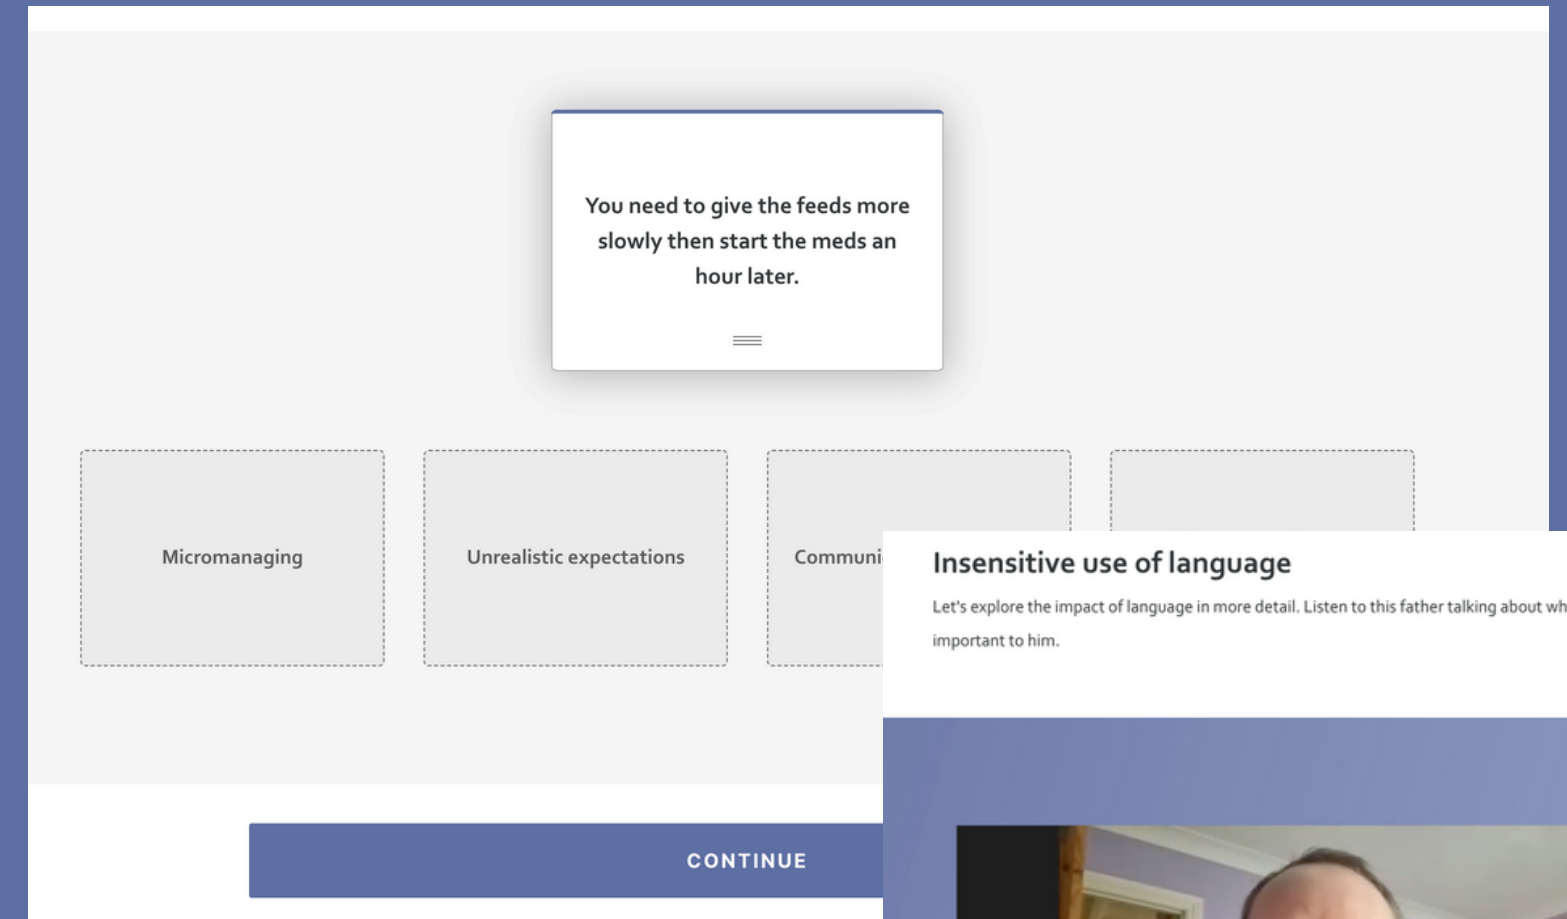 You need to give the feeds more
slowly then start the meds an
hour later.
Micromanaging
Unrealistic expectations
Insensitive use of language
Let's explore the impact of language in more detail. Listen to this father talking about
important to him.
CONTINUE